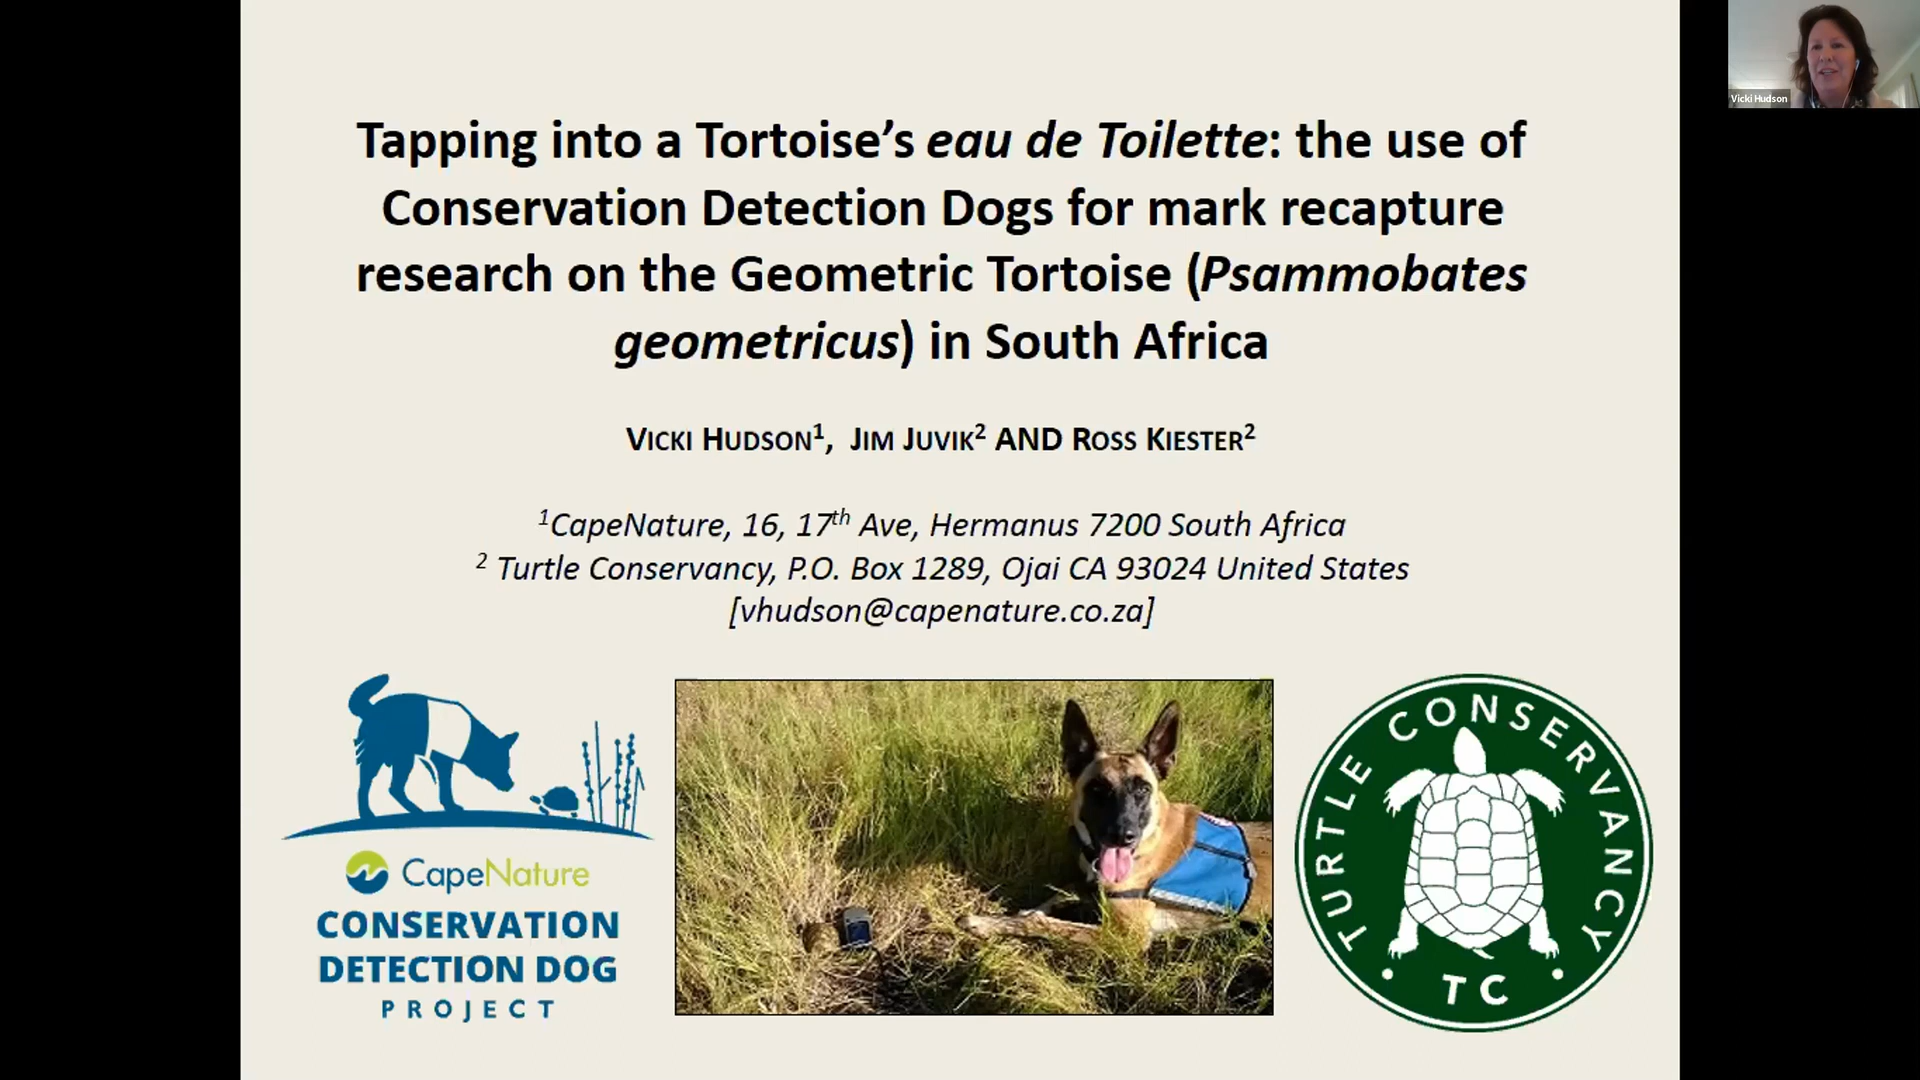 Tapping into a Tortoise’s eau de Toilette: the use of
Conservation Detection Dogs for mark recapture
research on the Geometric Tortoise (Psammobates
geometricus) in South Africa
VICKI HUDSON¹, JIM JUVIK² AND ROSS KIESTER²
¹CapeNature, 16, 17th Ave, Hermanus 7200 South Africa
² Turtle Conservancy, P.O. Box 1289, Ojai CA 93024 United States
[vhudson@capenature.co.za]
CapeNature
CONSERVATION
DETECTION DOG
PROJECT
TURTLE CONSERVANCY
TC
Vicki Hudson